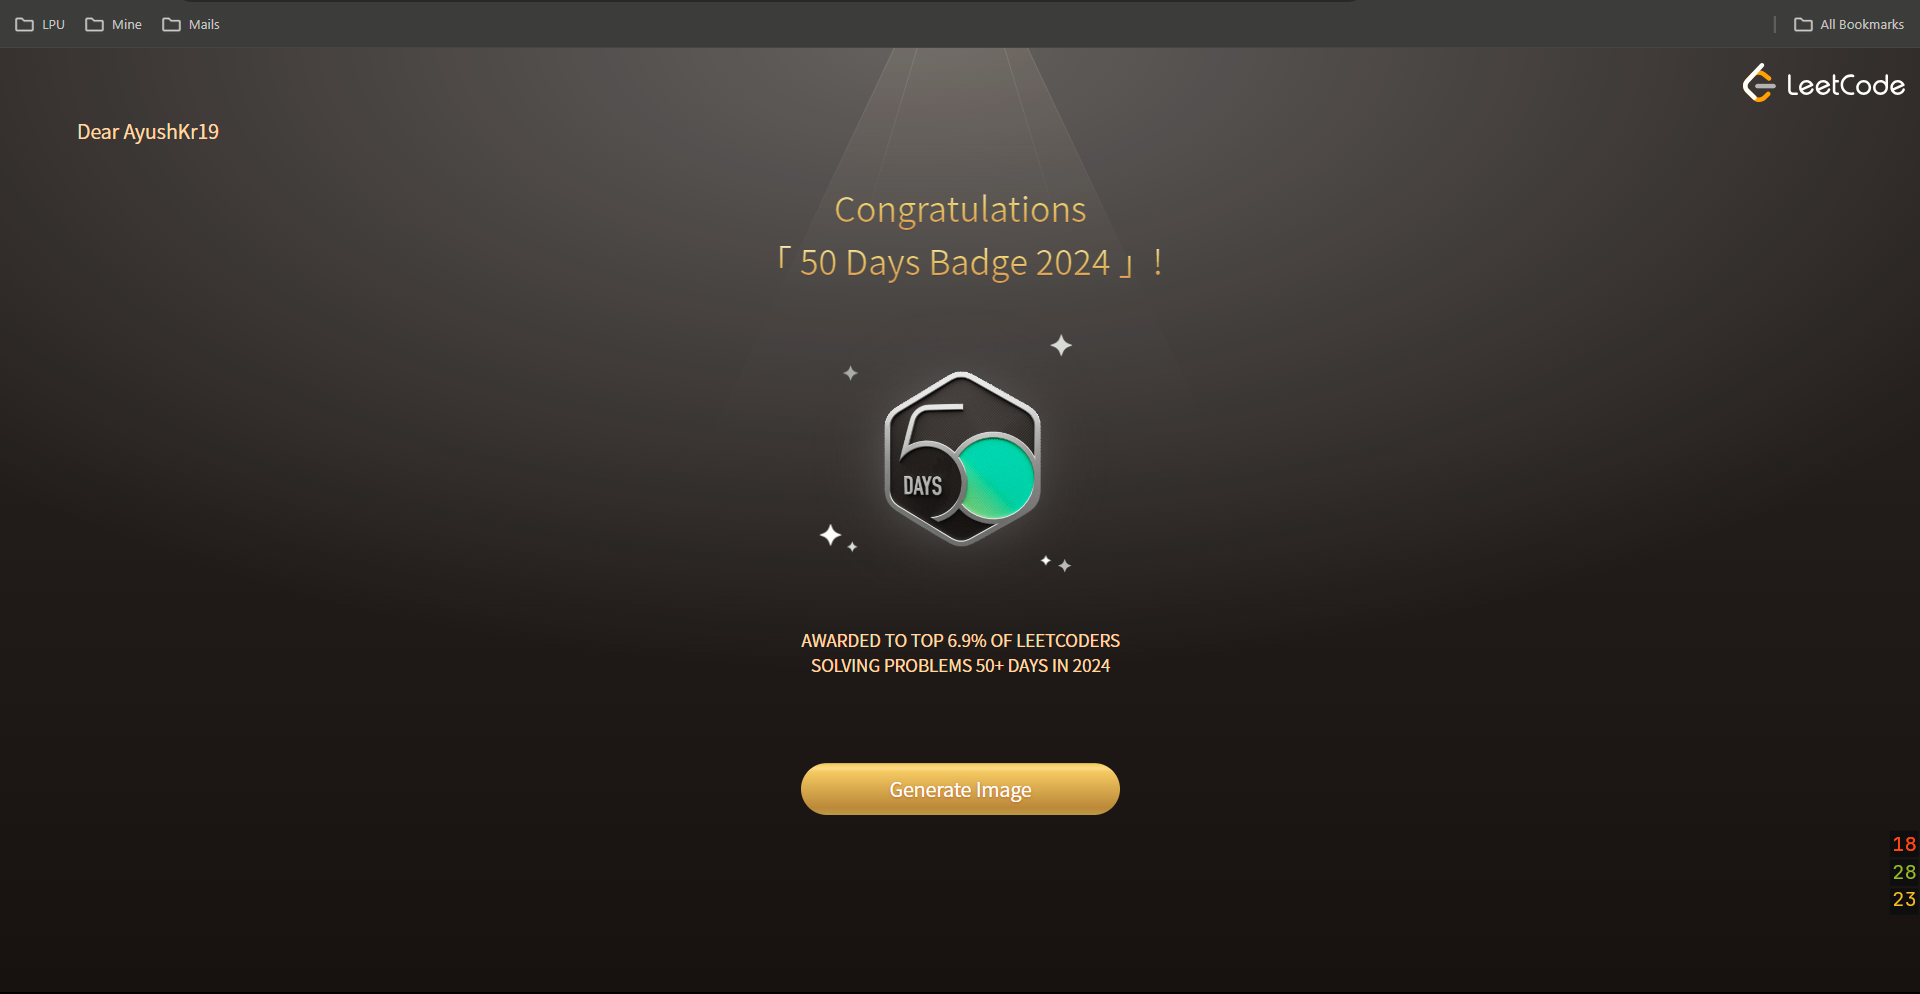 LPU Mine Mails All Bookmarks
LeetCode
Dear AyushKr19
Congratulations
「 50 Days Badge 2024 」 !
50
DAYS
AWARDED TO TOP 6.9% OF LEETCODERS
SOLVING PROBLEMS 50+ DAYS IN 2024
Generate Image
18
28
23